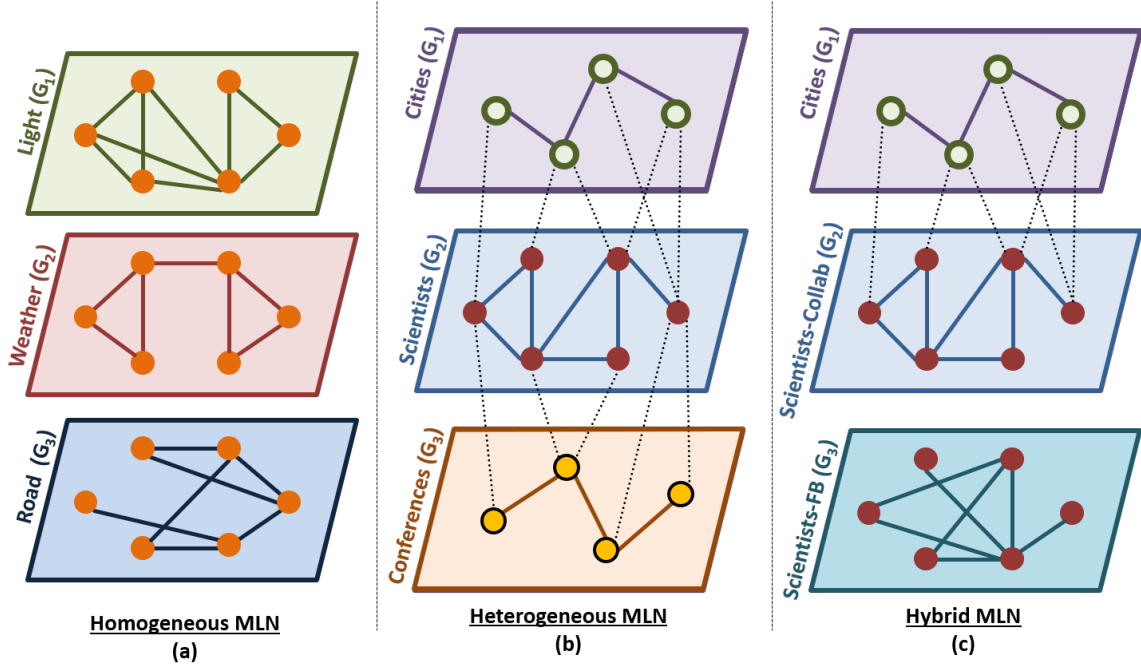 Light (G₁)
Weather (G₂)
Road (G₃)
Homogeneous MLN
(a)
Cities (G₁)
Scientists (G₂)
Conferences (G₃)
Heterogeneous MLN
(b)
Cities (G₁)
Scientists-Collab (G₂)
Scientists-FB (G₃)
Hybrid MLN
(c)